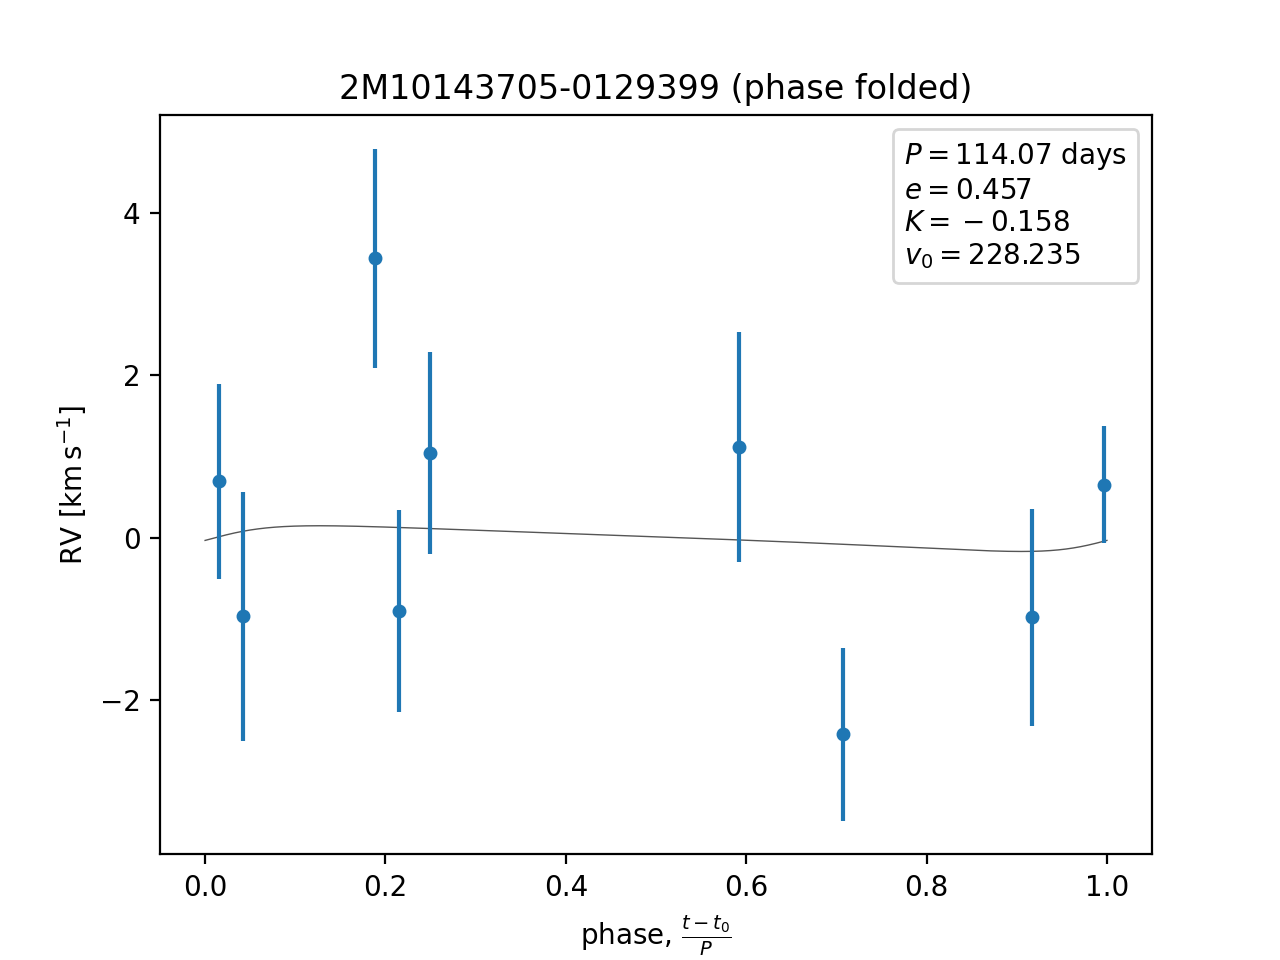 2M10143705-0129399 (phase folded)
P = 114.07 days
e = 0.457
K = −0.158
v₀ = 228.235
RV [km s⁻¹]
4
2
0
−2
0.0 0.2 0.4 0.6 0.8 1.0
phase, (t − t₀)/P